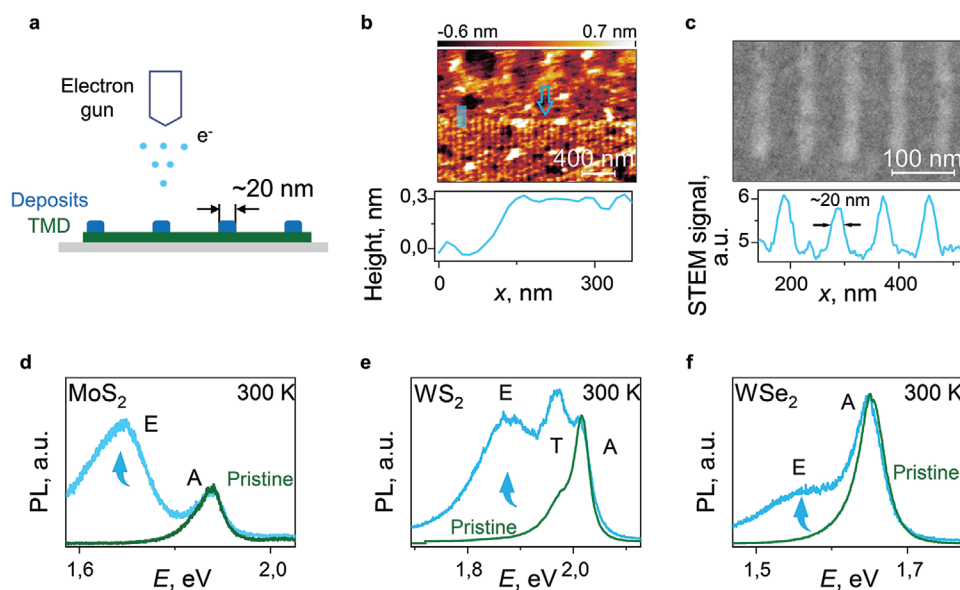 a
Electron
gun
e-
Deposits
TMD
~20 nm
b
-0.6 nm
0.7 nm
400 nm
Height, nm
0,3
0,0
0
300
x, nm
c
100 nm
STEM signal,
a.u.
6
5
~20 nm
200
400
x, nm
d
MoS2
300 K
E
A
Pristine
PL, a.u.
1,6
2,0
E, eV
e
WS2
300 K
E
T
A
Pristine
PL, a.u.
1,8
2,0
E, eV
f
WSe2
300 K
A
E
Pristine
PL, a.u.
1,5
1,7
E, eV